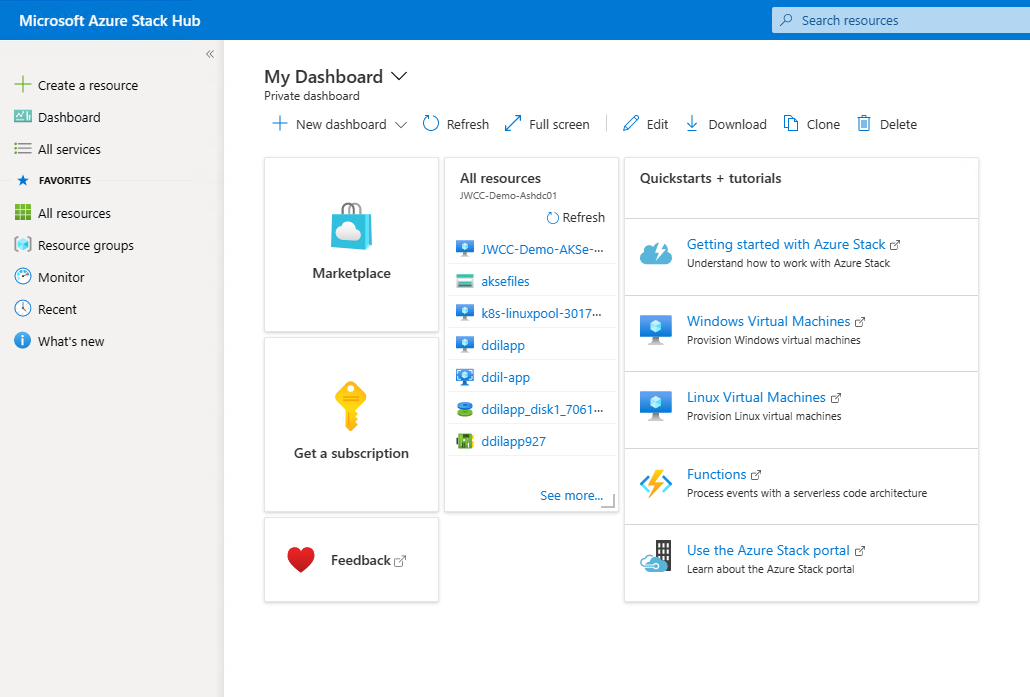 Microsoft Azure Stack Hub
Search resources
Create a resource
Dashboard
All services
FAVORITES
All resources
Resource groups
Monitor
Recent
What's new
My Dashboard
Private dashboard
New dashboard
Refresh
Full screen
Edit
Download
Clone
Delete
Marketplace
Get a subscription
Feedback
All resources
JWCC-Demo-Ashdc01
Refresh
JWCC-Demo-AKSe-...
aksefiles
k8s-linuxpool-3017...
ddilapp
ddil-app
ddilapp_disk1_7061...
ddilapp927
See more...
Quickstarts + tutorials
Getting started with Azure Stack
Understand how to work with Azure Stack
Windows Virtual Machines
Provision Windows virtual machines
Linux Virtual Machines
Provision Linux virtual machines
Functions
Process events with a serverless code architecture
Use the Azure Stack portal
Learn about the Azure Stack portal